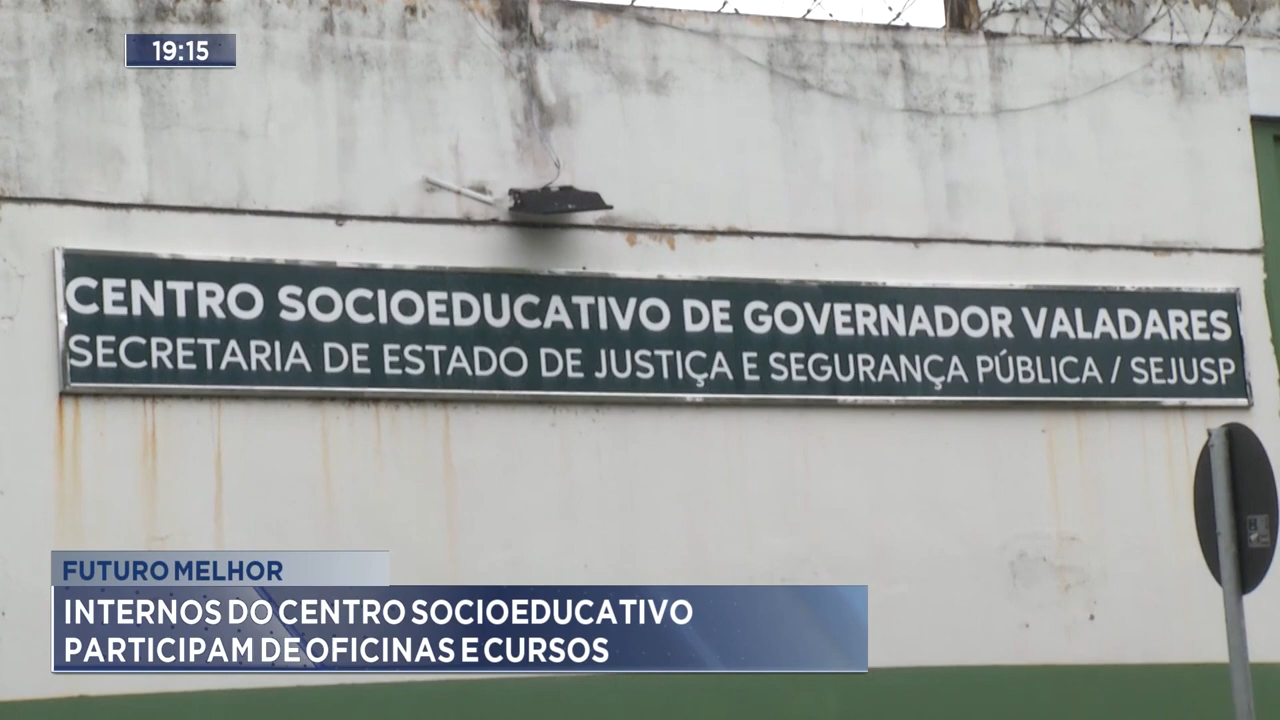 19:15
CENTRO SOCIOEDUCATIVO DE GOVERNADOR VALADARES
SECRETARIA DE ESTADO DE JUSTIÇA E SEGURANÇA PÚBLICA / SEJUSP
FUTURO MELHOR
INTERNOS DO CENTRO SOCIOEDUCATIVO
PARTICIPAM DE OFICINAS E CURSOS